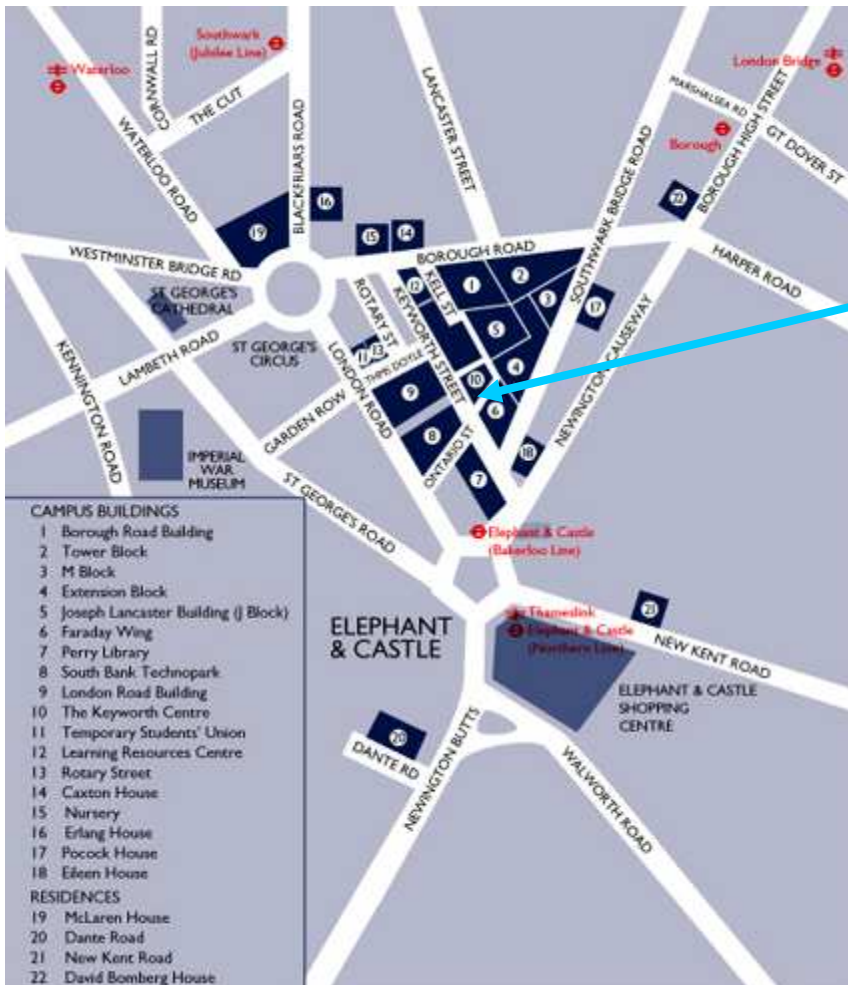 Southwark
(Jubilee Line)
Waterloo
CORNWALL RD
THE CUT
WATERLOO ROAD
BLACKFRIARS ROAD
LANCASTER STREET
London Bridge
MARSHALSEA RD
Borough
GT DOVER ST
BOROUGH HIGH STREET
SOUTHWARK BRIDGE ROAD
22
16
19
15
14
BOROUGH ROAD
WESTMINSTER BRIDGE RD
HARPER ROAD
ST GEORGE'S
CATHEDRAL
12
KELL ST
1
2
3
17
ROTARY ST
KEYWORTH STREET
5
NEWINGTON CAUSEWAY
LAMBETH ROAD
ST GEORGE'S
CIRCUS
11
13
THMS DOYLE
4
KENNINGTON ROAD
LONDON ROAD
9
10
GARDEN ROW
6
8
ONTARIO ST
18
7
IMPERIAL
WAR
MUSEUM
ST GEORGE'S ROAD
Elephant & Castle
(Bakerloo Line)
ELEPHANT
& CASTLE
Thameslink
Elephant & Castle
(Northern Line)
21
NEW KENT ROAD
ELEPHANT & CASTLE
SHOPPING
CENTRE
20
DANTE RD
NEWINGTON BUTTS
WALWORTH ROAD
CAMPUS BUILDINGS
1 Borough Road Building
2 Tower Block
3 M Block
4 Extension Block
5 Joseph Lancaster Building (J Block)
6 Faraday Wing
7 Perry Library
8 South Bank Technopark
9 London Road Building
10 The Keyworth Centre
11 Temporary Students' Union
12 Learning Resources Centre
13 Rotary Street
14 Caxton House
15 Nursery
16 Erlang House
17 Pocock House
18 Eileen House
RESIDENCES
19 McLaren House
20 Dante Road
21 New Kent Road
22 David Bomberg House